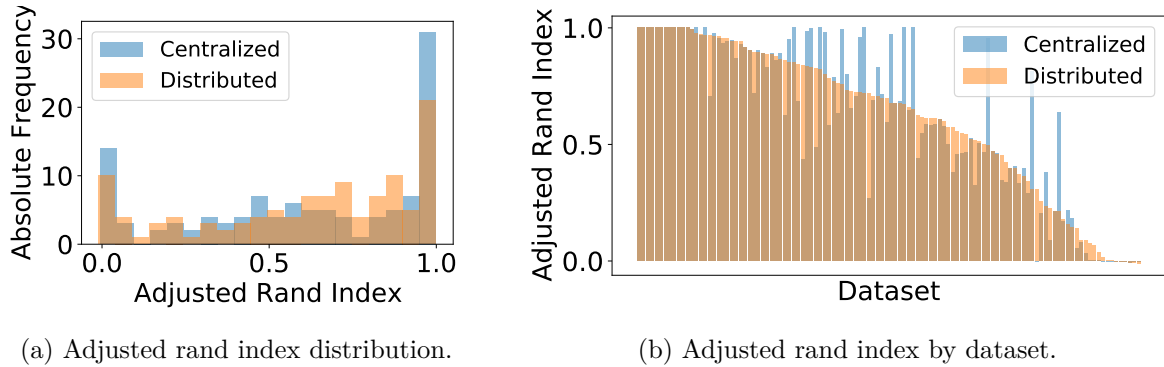 Absolute Frequency
30
20
10
0
Centralized
Distributed
0.0
0.5
1.0
Adjusted Rand Index
(a) Adjusted rand index distribution.
Adjusted Rand Index
1.0
0.5
0.0
Centralized
Distributed
Dataset
(b) Adjusted rand index by dataset.